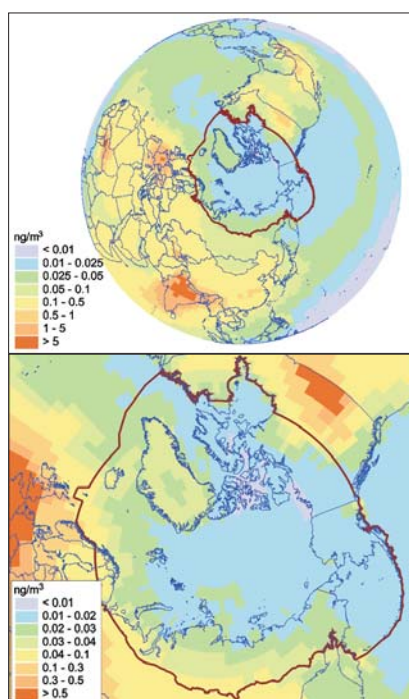 ng/m³
< 0.01
0.01 - 0.025
0.025 - 0.05
0.05 - 0.1
0.1 - 0.5
0.5 - 1
1 - 5
> 5
ng/m³
< 0.01
0.01 - 0.02
0.02 - 0.03
0.03 - 0.04
0.04 - 0.1
0.1 - 0.3
0.3 - 0.5
> 0.5